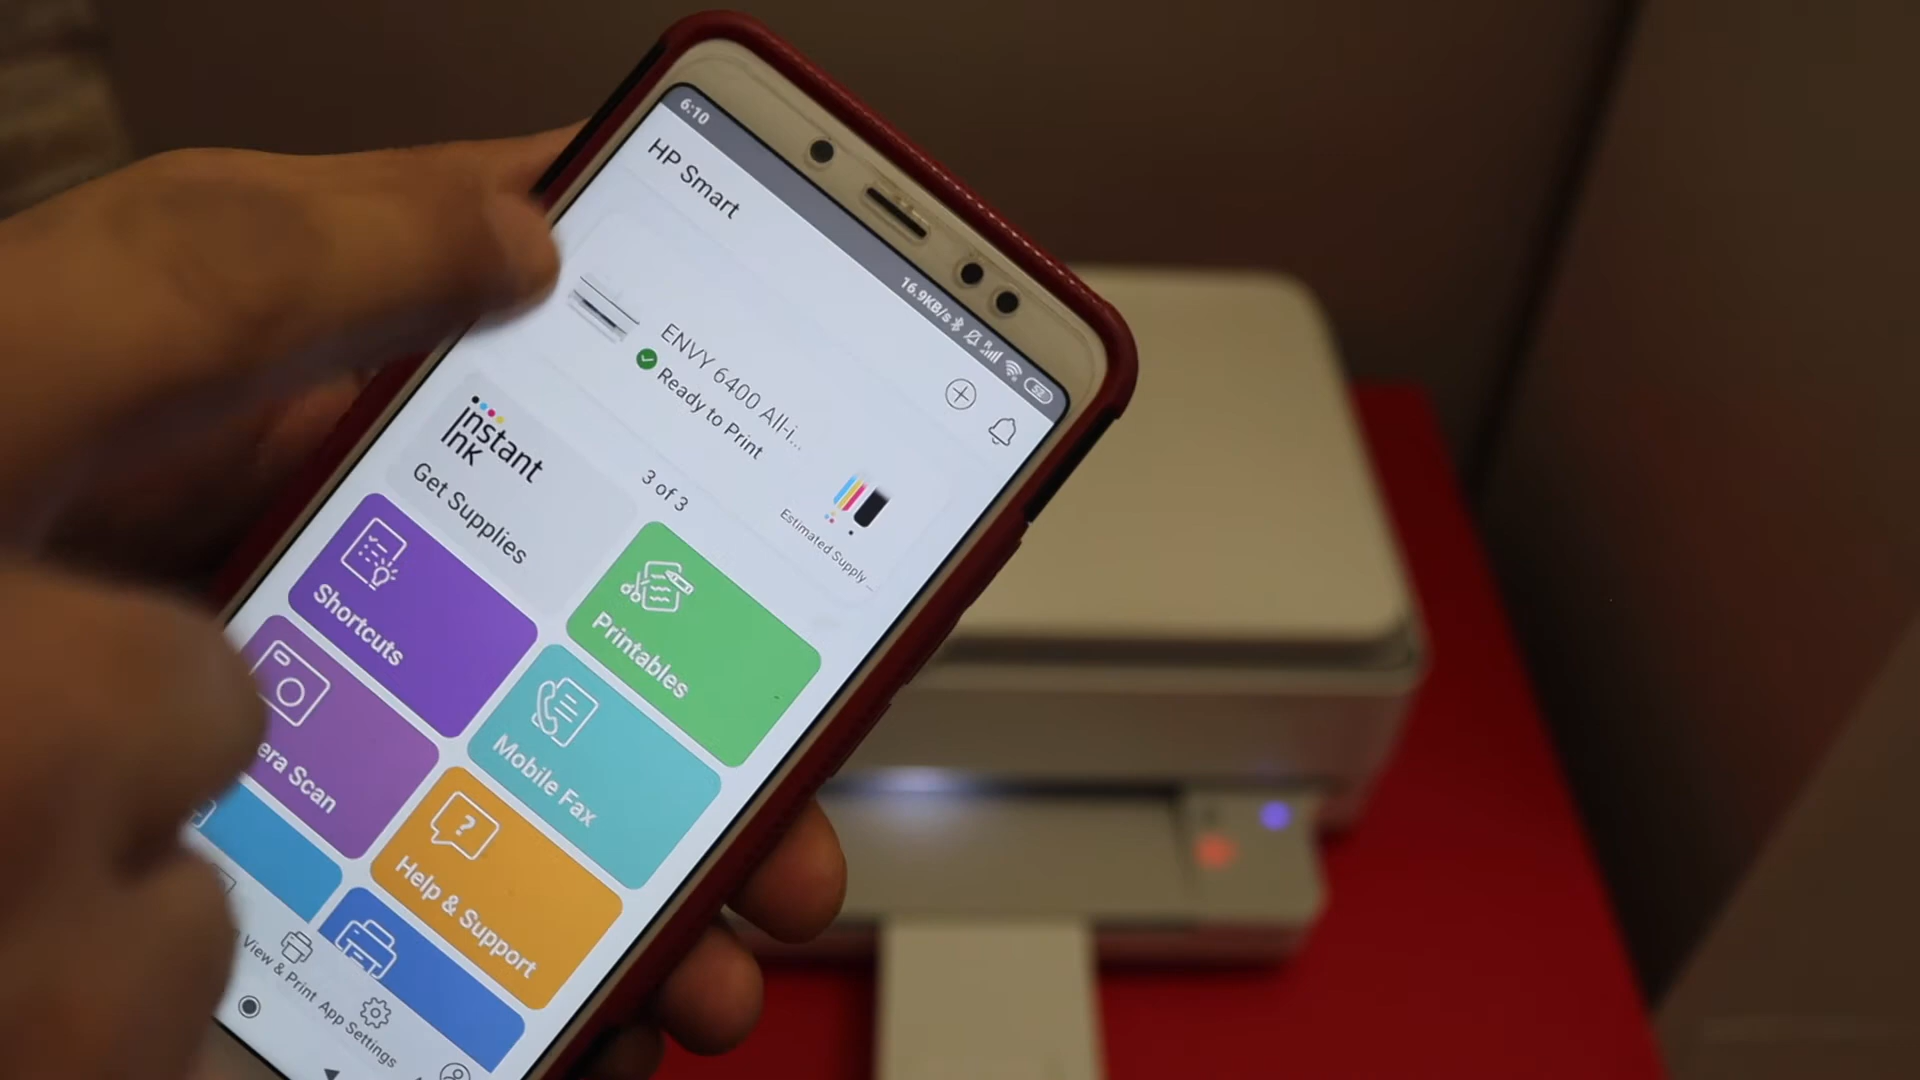 6:10
16.9KB/s
R
52
HP Smart
ENVY 6400 All-i...
Ready to Print
Estimated Supply ...
3 of 3
instant
ink
Get Supplies
Shortcuts
Printables
era Scan
Mobile Fax
?
Help & Support
View & Print
App Settings